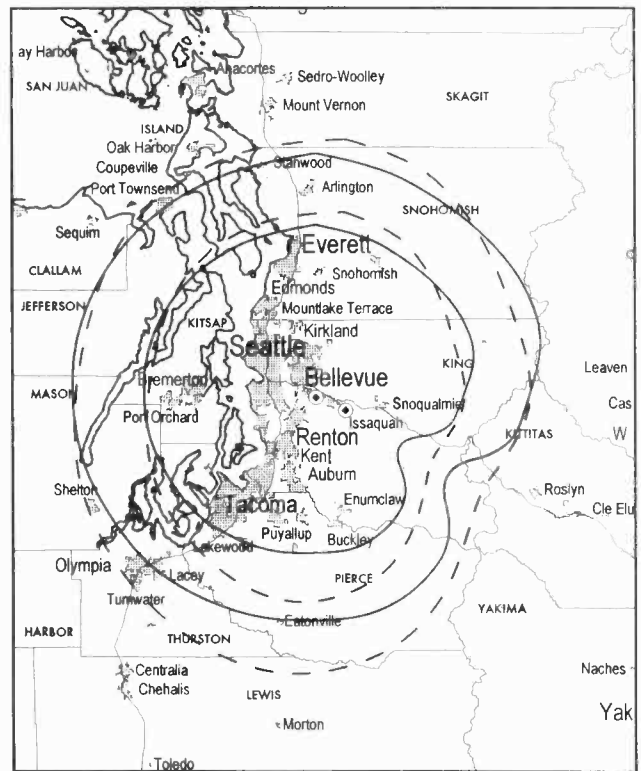 ay Harbor
Anacortes
Sedro-Woolley
SAN JUAN
Mount Vernon
SKAGIT
ISLAND
Oak Harbor
Coupeville
Stanwood
Port Townsend
Arlington
SNOHOMISH
Sequim
Everett
CLALLAM
Snohomish
Edmonds
JEFFERSON
Mountlake Terrace
KITSAP
Kirkland
Seattle
KING
Leaven
Bremerton
Bellevue
MASON
Snoqualmie
Cas
Port Orchard
Issaquah
W
Renton
KITTITAS
Kent
Auburn
Shelton
Roslyn
Tacoma
Enumclaw
Cle Elu
Puyallup
Buckley
Lakewood
Olympia
Lacey
PIERCE
Tumwater
YAKIMA
Eatonville
HARBOR
THURSTON
Centralia
Naches
Chehalis
LEWIS
Yak
Morton
Toledo